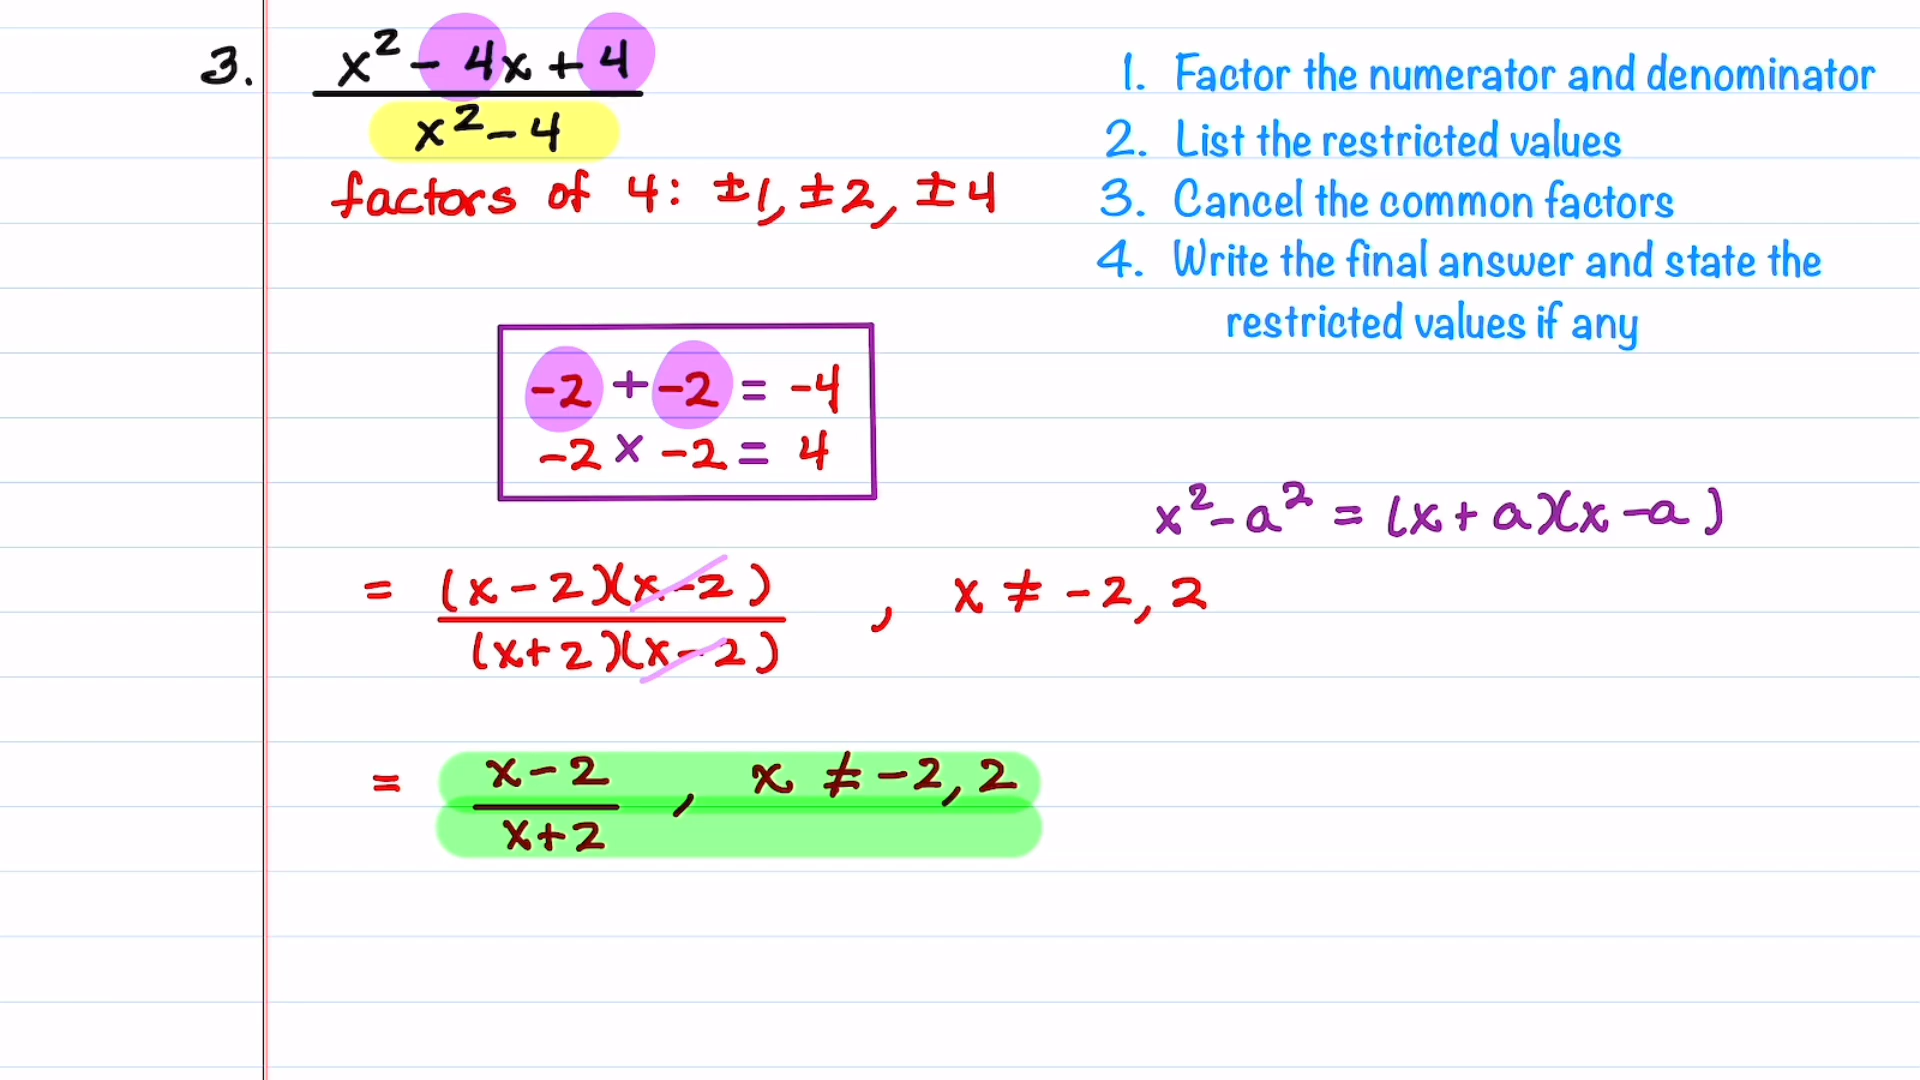 3. x² - 4x + 4
x² - 4
factors of 4: ±1, ±2, ±4
1. Factor the numerator and denominator
2. List the restricted values
3. Cancel the common factors
4. Write the final answer and state the
restricted values if any
-2 + -2 = -4
-2 × -2 = 4
x² - a² = (x + a)(x - a)
= (x - 2)(x - 2) , x ≠ -2, 2
(x + 2)(x - 2)
= x - 2 , x ≠ -2, 2
x + 2